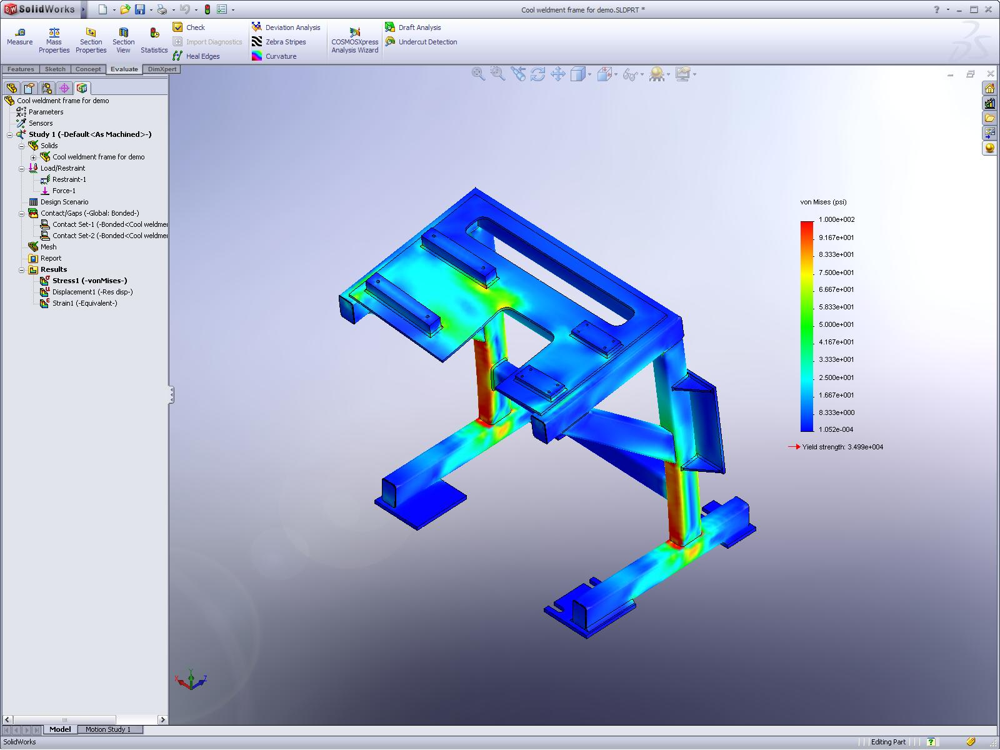 SolidWorks
Cool weldment frame for demo.SLDPRT *
Measure
Mass Properties
Section Properties
Section View
Statistics
Check
Import Diagnostics
Heal Edges
Deviation Analysis
Zebra Stripes
Curvature
COSMOSXpress Analysis Wizard
Draft Analysis
Undercut Detection
Features Sketch Concept Evaluate DimXpert
Cool weldment frame for demo
Parameters
Sensors
Study 1 (-Default<As Machined>-)
Solids
Cool weldment frame for demo
Load/Restraint
Restraint-1
Force-1
Design Scenario
Contact/Gaps (-Global: Bonded-)
Contact Set-1 (-Bonded<Cool weldme
Contact Set-2 (-Bonded<Cool weldme
Mesh
Report
Results
Stress1 (-vonMises-)
Displacement1 (-Res disp-)
Strain1 (-Equivalent-)
von Mises (psi)
1.000e+002
9.167e+001
8.333e+001
7.500e+001
6.667e+001
5.833e+001
5.000e+001
4.167e+001
3.333e+001
2.500e+001
1.667e+001
8.333e+000
1.052e-004
Yield strength: 3.499e+004
X Y Z
Model Motion Study 1
SolidWorks
Editing Part